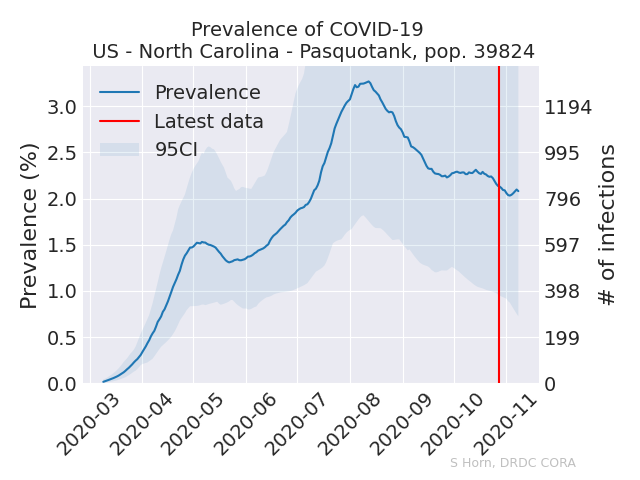 Prevalence of COVID-19
US - North Carolina - Pasquotank, pop. 39824
Prevalence
Latest data
95CI
Prevalence (%)
3.0
2.5
2.0
1.5
1.0
0.5
0.0
1194
995
796
597
398
199
0
# of infections
2020-03
2020-04
2020-05
2020-06
2020-07
2020-08
2020-09
2020-10
2020-11
S Horn, DRDC CORA